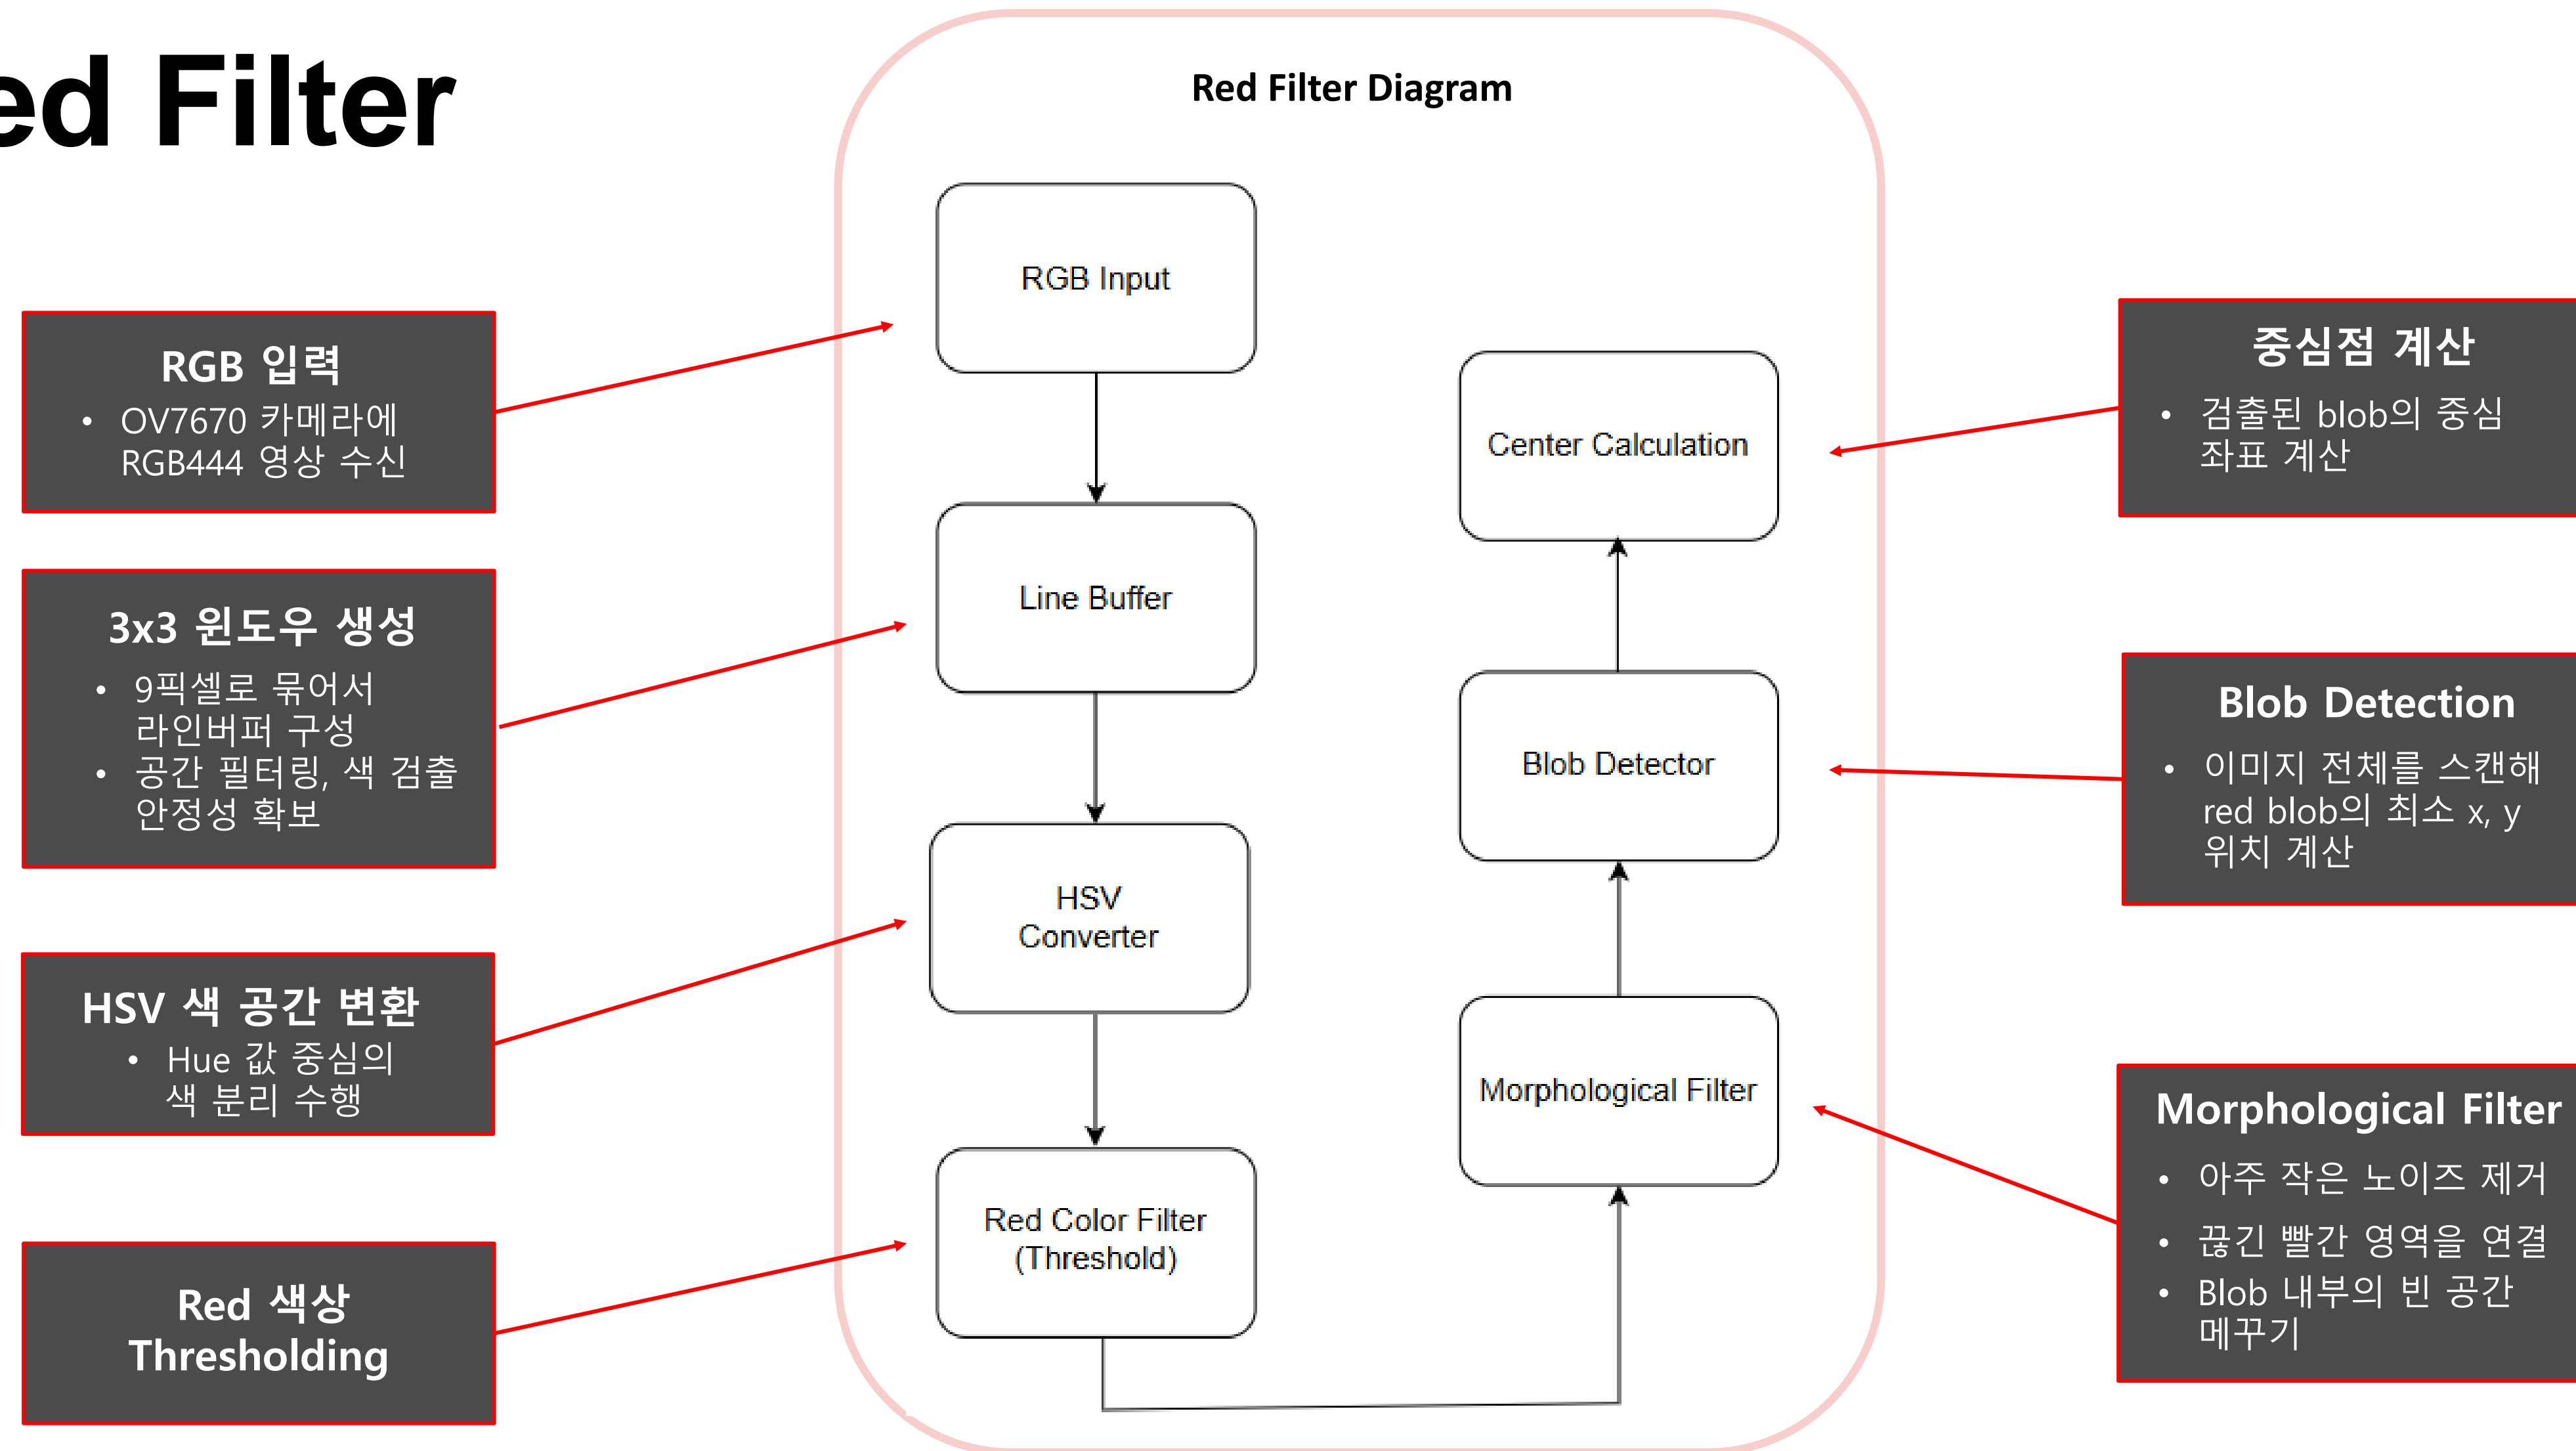 ed Filter
Red Filter Diagram
RGB 입력
• OV7670 카메라에
RGB444 영상 수신
3x3 윈도우 생성
• 9픽셀로 묶어서
라인버퍼 구성
• 공간 필터링, 색 검출
안정성 확보
HSV 색 공간 변환
• Hue 값 중심의
색 분리 수행
Red 색상
Thresholding
RGB Input
Line Buffer
HSV
Converter
Red Color Filter
(Threshold)
Center Calculation
Blob Detector
Morphological Filter
중심점 계산
• 검출된 blob의 중심
좌표 계산
Blob Detection
• 이미지 전체를 스캔해
red blob의 최소 x, y
위치 계산
Morphological Filter
• 아주 작은 노이즈 제거
• 끊긴 빨간 영역을 연결
• Blob 내부의 빈 공간
메꾸기